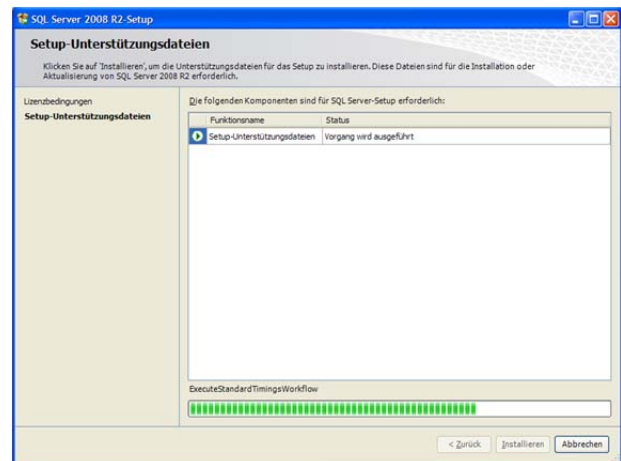 SQL Server 2008 R2-Setup
Setup-Unterstützungsdateien
Klicken Sie auf 'Installieren', um die Unterstützungsdateien für das Setup zu installieren. Diese Dateien sind für die Installation oder
Aktualisierung von SQL Server 2008 R2 erforderlich.
Lizenzbedingungen
Setup-Unterstützungsdateien
Die folgenden Komponenten sind für SQL Server-Setup erforderlich:
Funktionsname Status
Setup-Unterstützungsdateien Vorgang wird ausgeführt
ExecuteStandardTimingsWorkflow
< Zurück Installieren Abbrechen